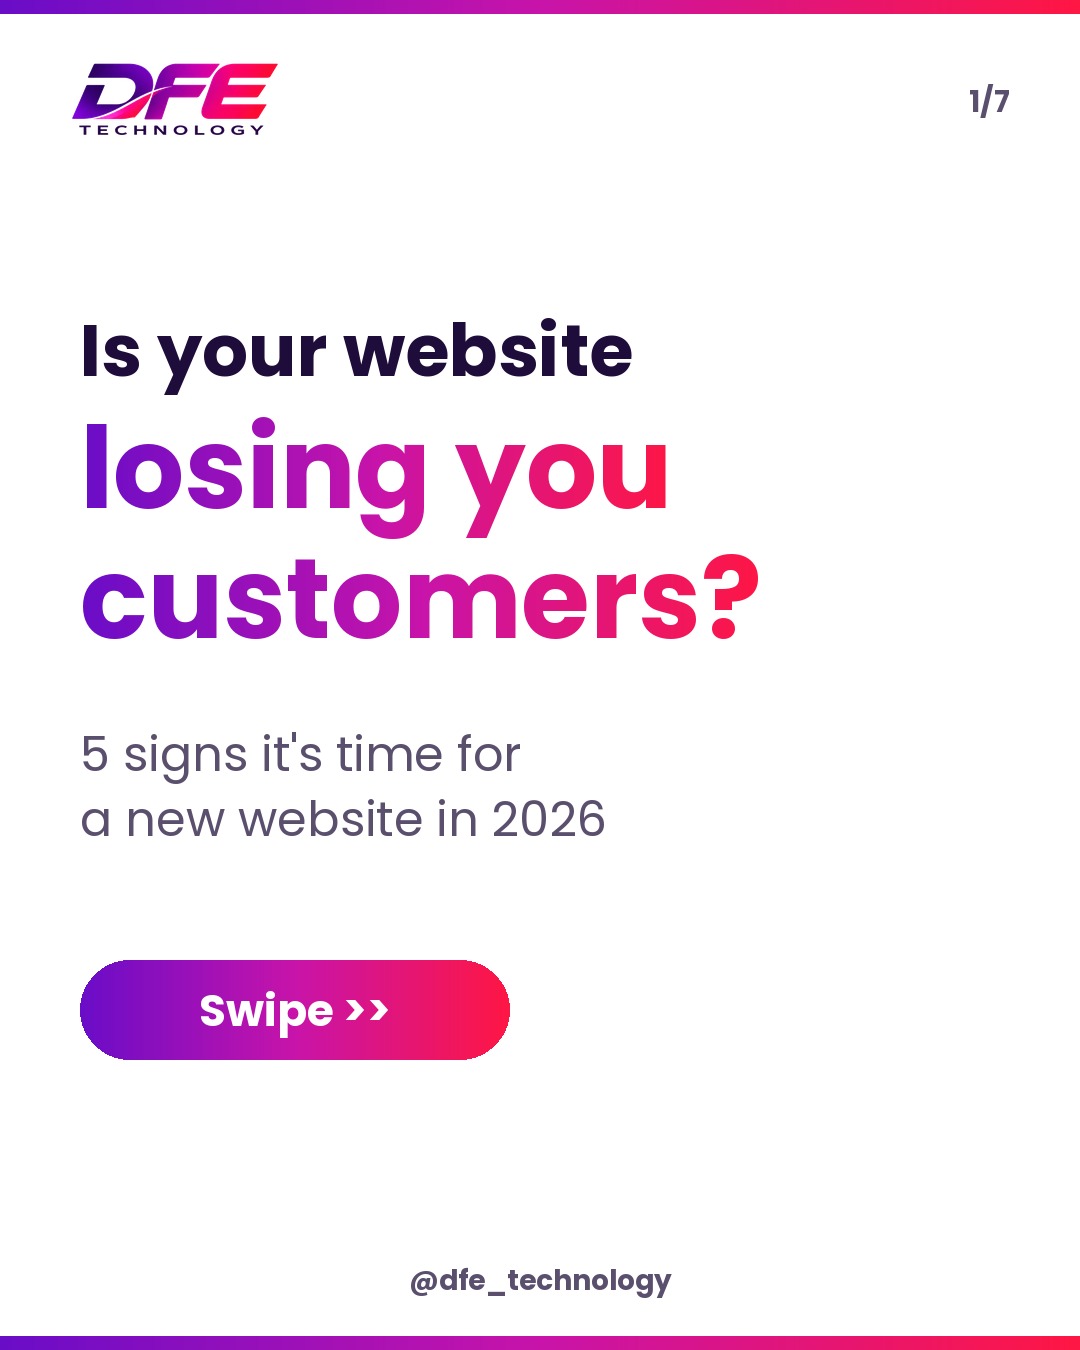 DFE
TECHNOLOGY
1/7
Is your website
losing you
customers?
5 signs it's time for
a new website in 2026
Swipe >>
@dfe_technology